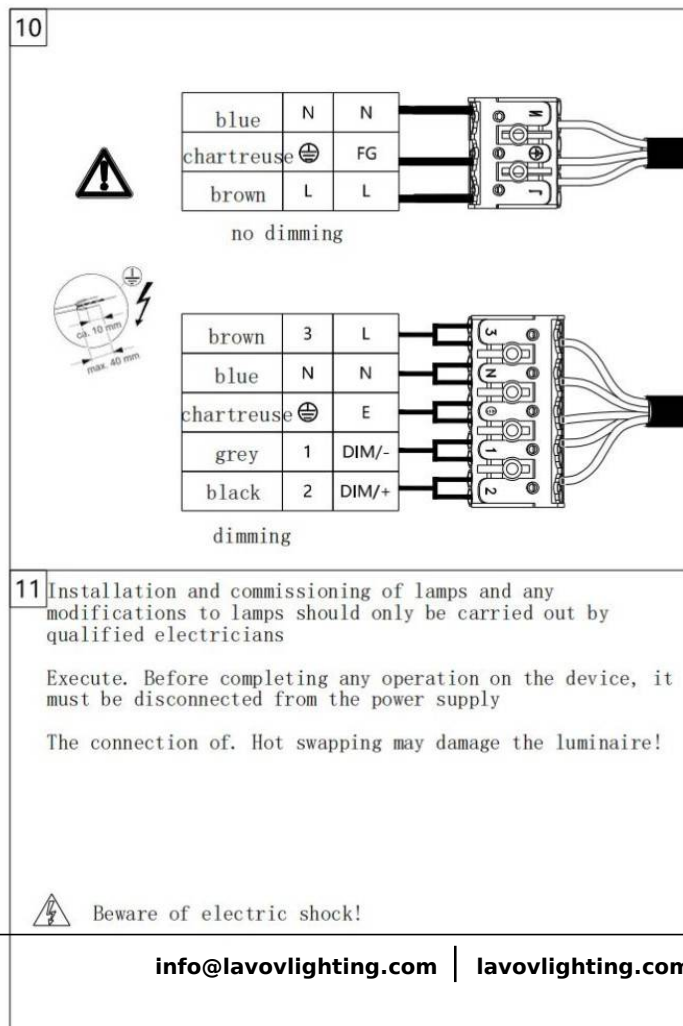 10
blue N N
chartreuse FG
brown L L
N
L
no dimming
ca. 10 mm
max. 40 mm
brown 3 L
blue N N
chartreuse E
grey 1 DIM/-
black 2 DIM/+
3
N
1
2
dimming
11 Installation and commissioning of lamps and any
modifications to lamps should only be carried out by
qualified electricians
Execute. Before completing any operation on the device, it
must be disconnected from the power supply
The connection of. Hot swapping may damage the luminaire!
Beware of electric shock!
info@lavovlighting.com | lavovlighting.com